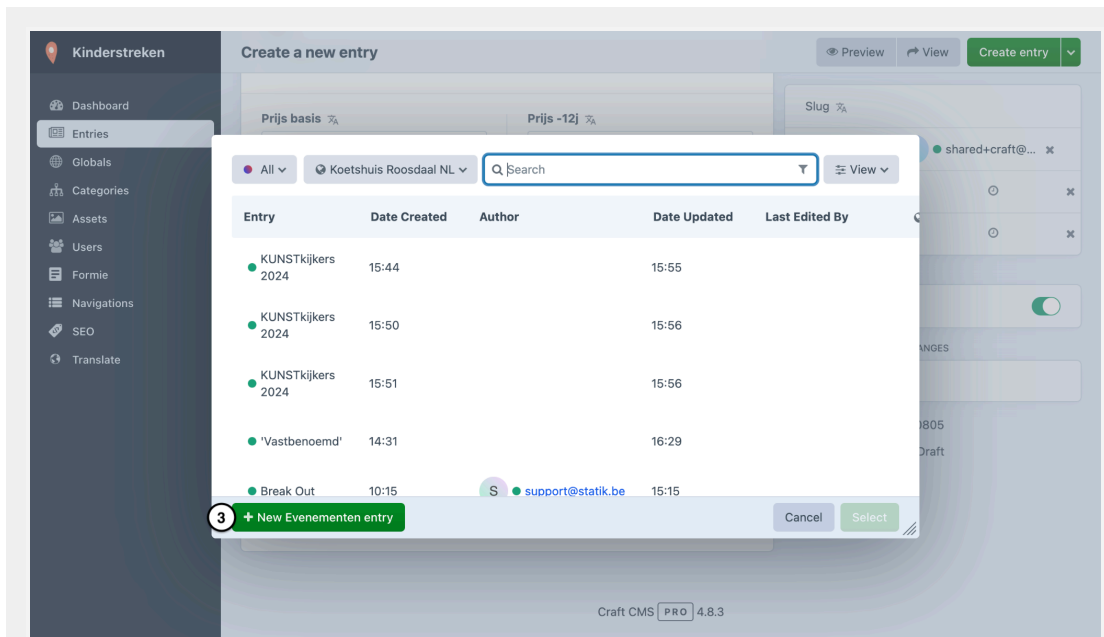 Kinderstreken
Create a new entry
Preview
View
Create entry
Dashboard
Entries
Globals
Categories
Assets
Users
Formie
Navigations
SEO
Translate
Prijs basis
Prijs -12j
Slug
shared+craft@...
All
Koetshuis Roosdaal NL
Search
View
Entry Date Created Author Date Updated Last Edited By
KUNSTkijkers
2024
15:44 15:55
KUNSTkijkers
2024
15:50 15:56
KUNSTkijkers
2024
15:51 15:56
'Vastbenoemd' 14:31 16:29
Break Out 10:15 S support@statik.be 15:15
3
+ New Evenementen entry
Cancel
Select
Craft CMS PRO 4.8.3